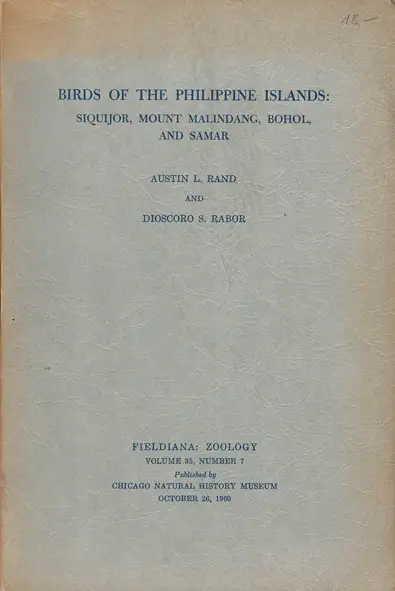 18,—
BIRDS OF THE PHILIPPINE ISLANDS:
SIQUIJOR, MOUNT MALINDANG, BOHOL,
AND SAMAR
AUSTIN L. RAND
AND
DIOSCORO S. RABOR
FIELDIANA: ZOOLOGY
VOLUME 35, NUMBER 7
Published by
CHICAGO NATURAL HISTORY MUSEUM
OCTOBER 26, 1960